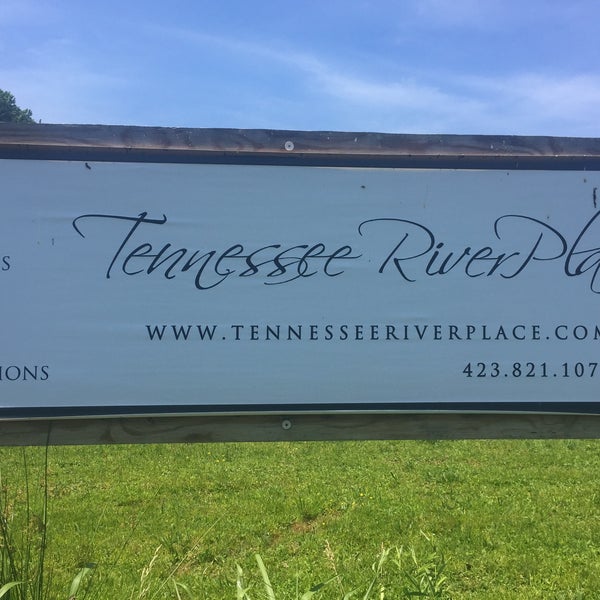 S
Tennessee RiverPla
WWW.TENNESSEERIVERPLACE.COM
IONS
423.821.107